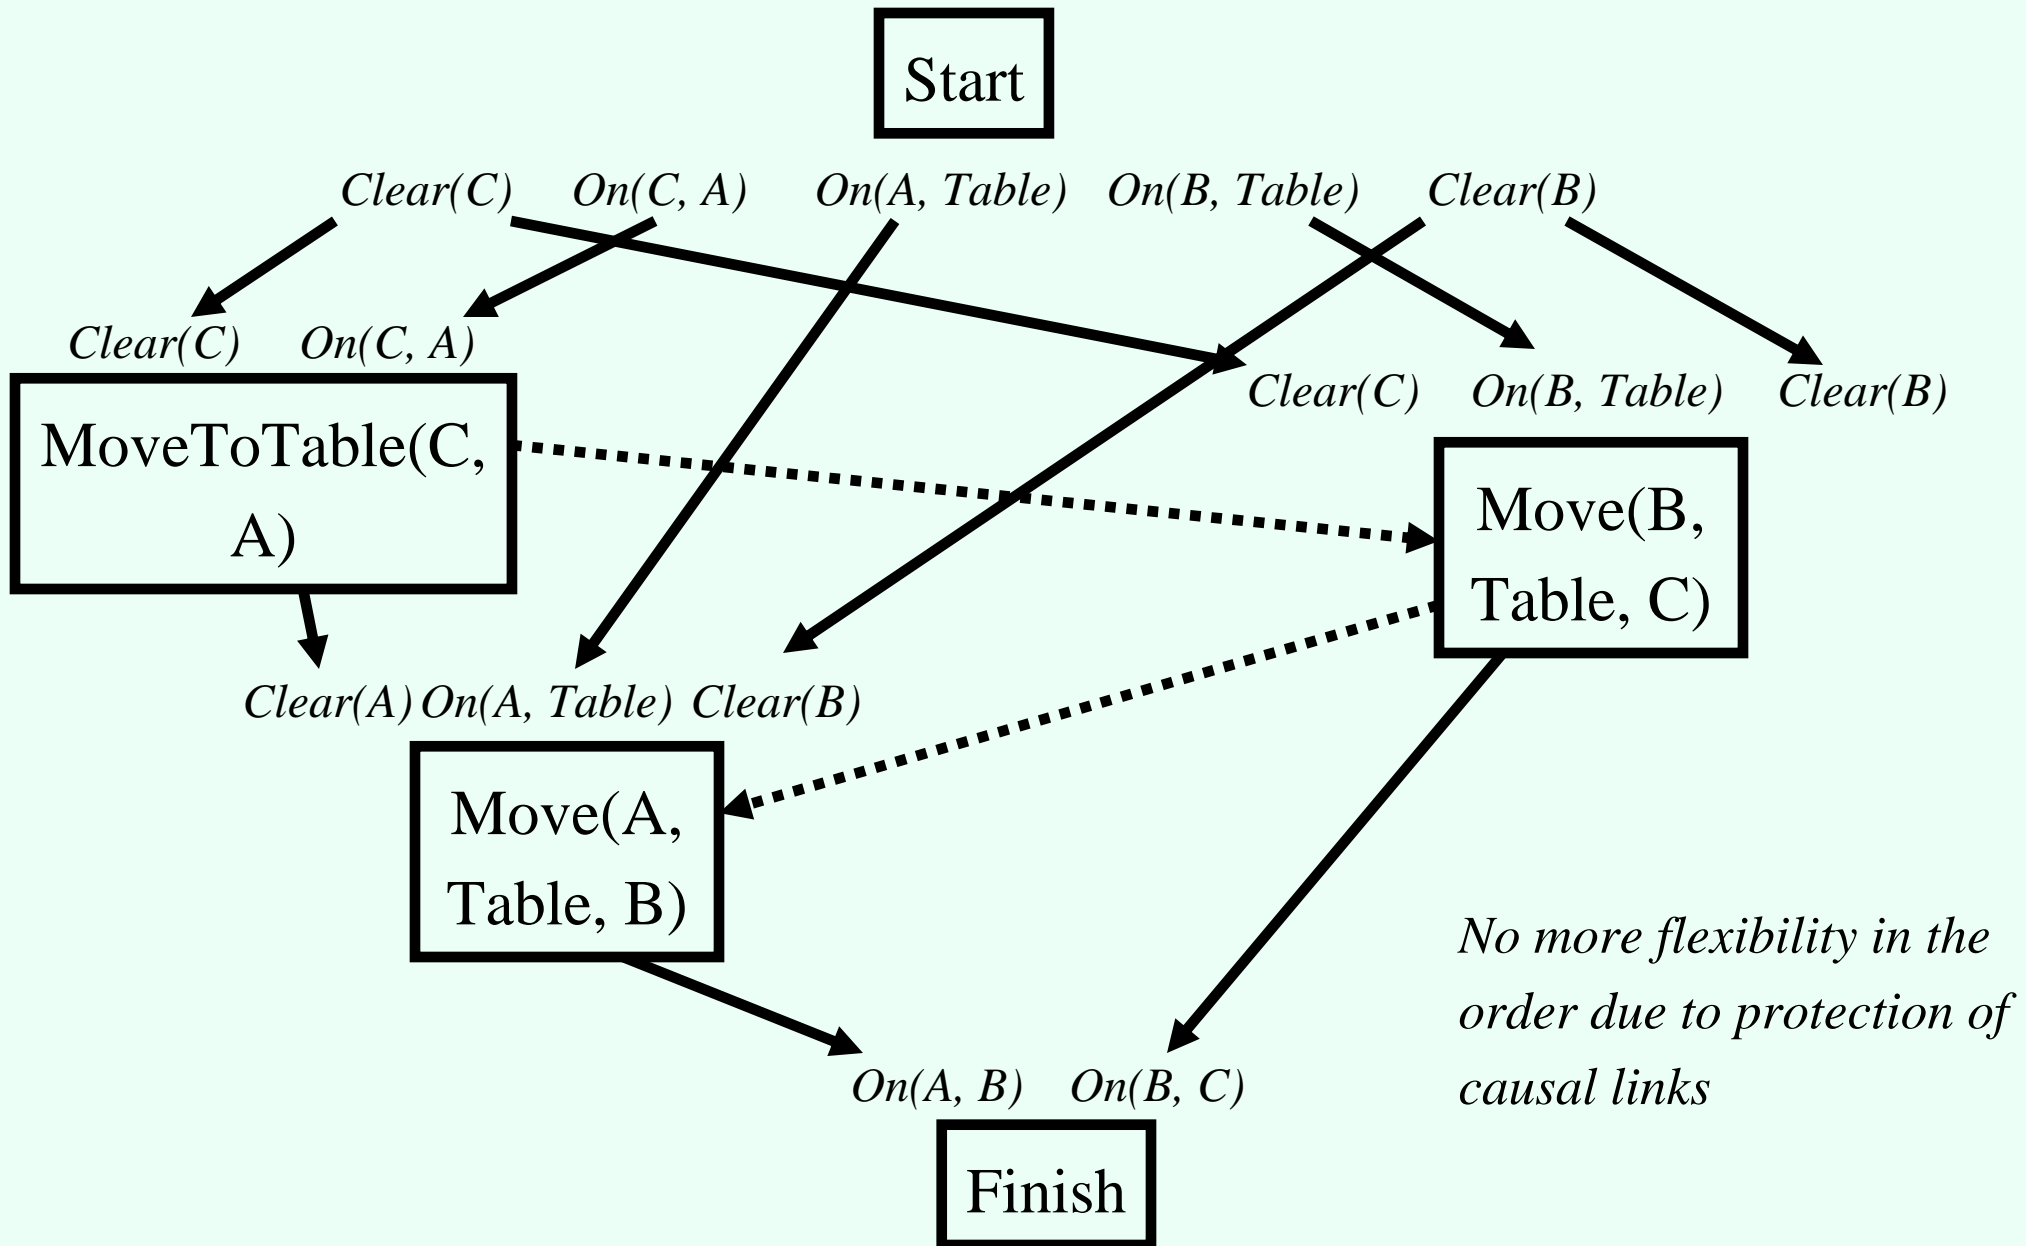 Start
Clear(C) On(C, A) On(A, Table) On(B, Table) Clear(B)
Clear(C) On(C, A)
Clear(C) On(B, Table) Clear(B)
MoveToTable(C,
A)
Move(B,
Table, C)
Clear(A) On(A, Table) Clear(B)
Move(A,
Table, B)
No more flexibility in the
order due to protection of
causal links
On(A, B) On(B, C)
Finish